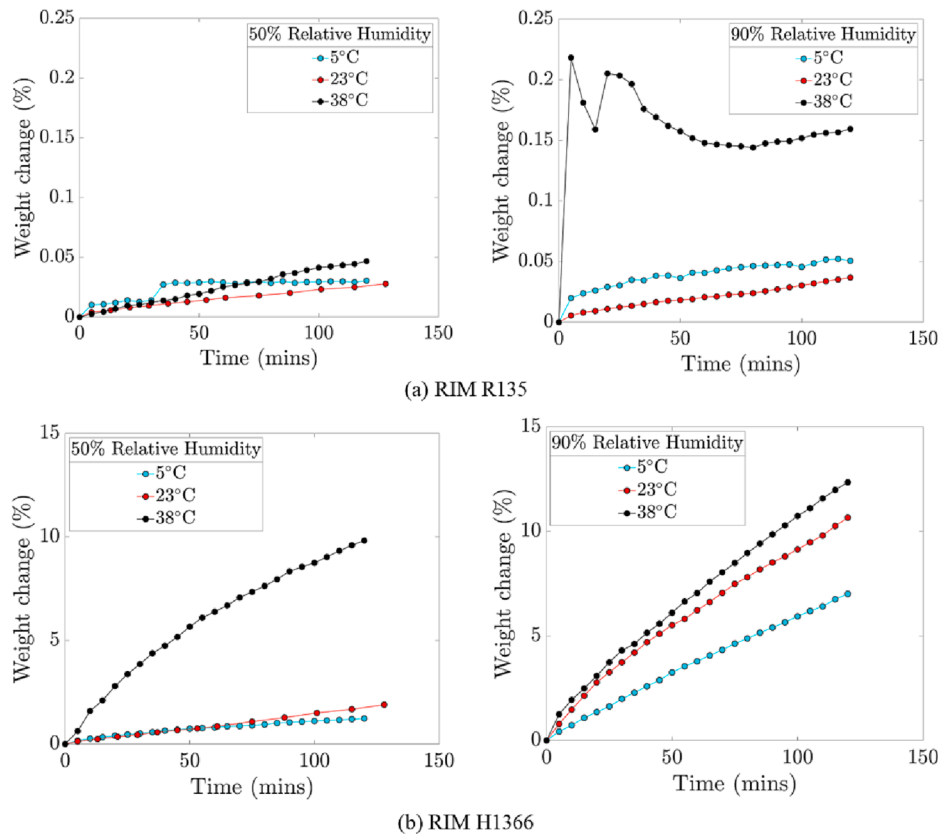 0.25
0.2
0.15
0.1
0.05
0
Weight change (%)
50% Relative Humidity
5°C
23°C
38°C
0
50
100
150
Time (mins)
0.25
0.2
0.15
0.1
0.05
0
Weight change (%)
90% Relative Humidity
5°C
23°C
38°C
0
50
100
150
Time (mins)
(a) RIM R135
15
10
5
0
Weight change (%)
50% Relative Humidity
5°C
23°C
38°C
0
50
100
150
Time (mins)
15
10
5
0
Weight change (%)
90% Relative Humidity
5°C
23°C
38°C
0
50
100
150
Time (mins)
(b) RIM H1366